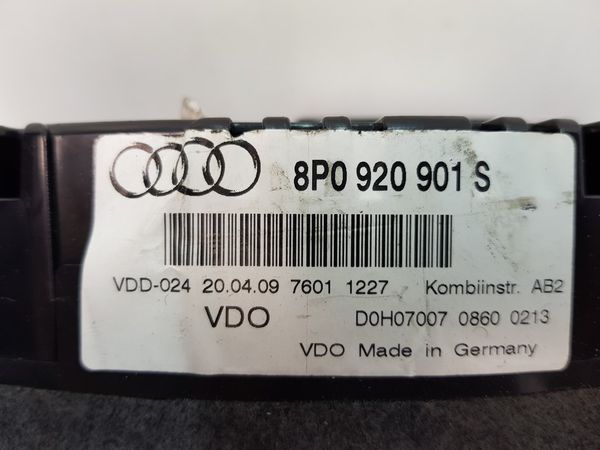 8P0 920 901 S
VDD-024 20.04.09 7601 1227 Kombiinstr. AB2
VDO D0H07007 0860 0213
VDO Made in Germany